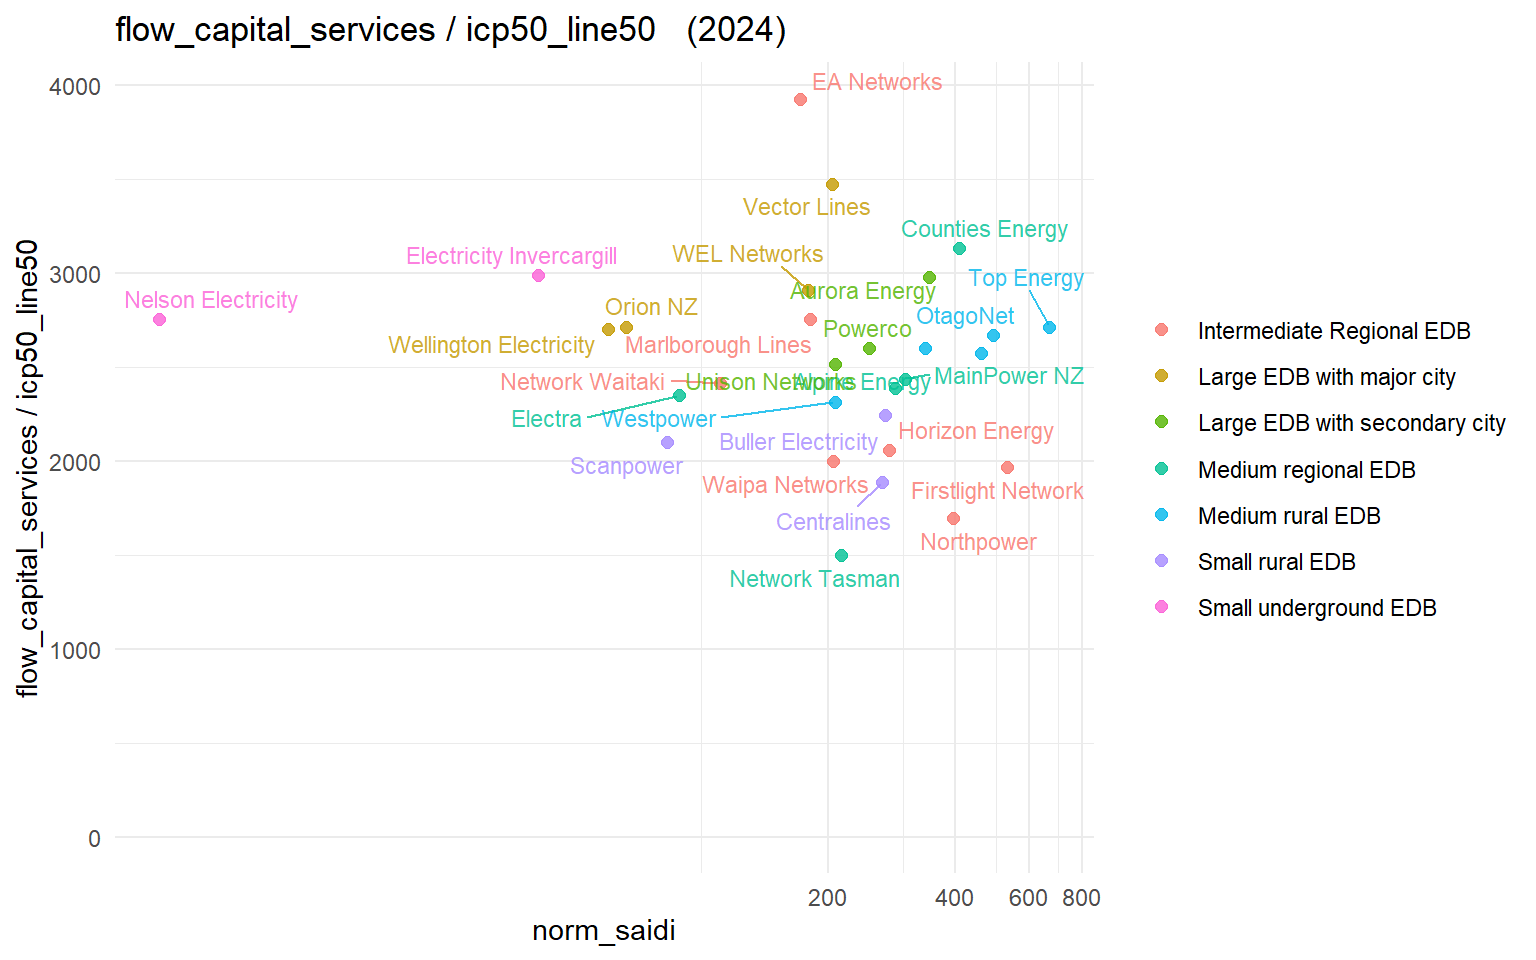 flow_capital_services / icp50_line50 (2024)
flow_capital_services / icp50_line50
4000
3000
2000
1000
0
EA Networks
Vector Lines
Counties Energy
WEL Networks
Electricity Invercargill
Top Energy
Aurora Energy
Nelson Electricity
Orion NZ
OtagoNet
Powerco
Wellington Electricity
Marlborough Lines
MainPower NZ
Network Waitaki
Unison Networks
Alpine Energy
Electra
Westpower
Horizon Energy
Buller Electricity
Scanpower
Waipa Networks
Firstlight Network
Centralines
Northpower
Network Tasman
200
400
600
800
norm_saidi
Intermediate Regional EDB
Large EDB with major city
Large EDB with secondary city
Medium regional EDB
Medium rural EDB
Small rural EDB
Small underground EDB